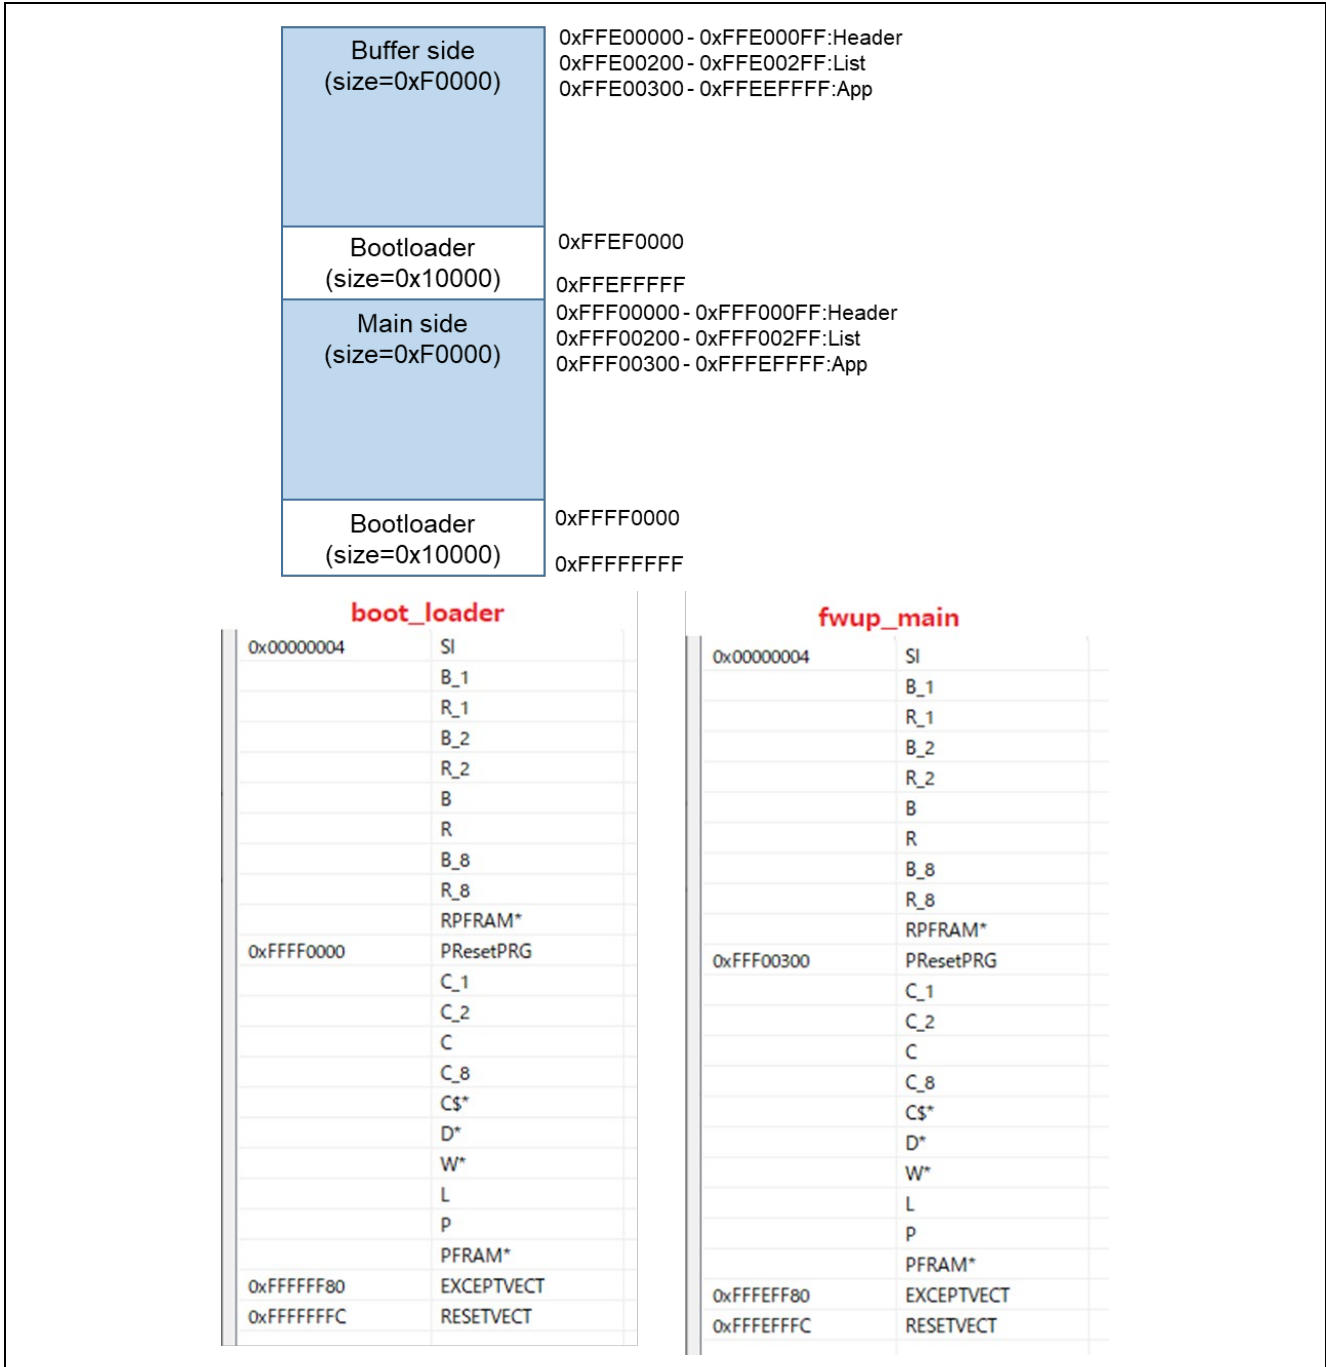 Buffer side
(size=0xF0000)
0xFFE00000 - 0xFFE000FF:Header
0xFFE00200 - 0xFFE002FF:List
0xFFE00300 - 0xFFEEFFFF:App
Bootloader
(size=0x10000)
0xFFEF0000
0xFFEFFFFF
Main side
(size=0xF0000)
0xFFF00000 - 0xFFF000FF:Header
0xFFF00200 - 0xFFF002FF:List
0xFFF00300 - 0xFFFEFFFF:App
Bootloader
(size=0x10000)
0xFFFF0000
0xFFFFFFFF
boot_loader
0x00000004 SI
B_1
R_1
B_2
R_2
B
R
B_8
R_8
RPFRAM*
0xFFFF0000 PResetPRG
C_1
C_2
C
C_8
C$*
D*
W*
L
P
PFRAM*
0xFFFFFF80 EXCEPTVECT
0xFFFFFFFC RESETVECT
fwup_main
0x00000004 SI
B_1
R_1
B_2
R_2
B
R
B_8
R_8
RPFRAM*
0xFFF00300 PResetPRG
C_1
C_2
C
C_8
C$*
D*
W*
L
P
PFRAM*
0xFFFEFF80 EXCEPTVECT
0xFFFEFFFC RESETVECT